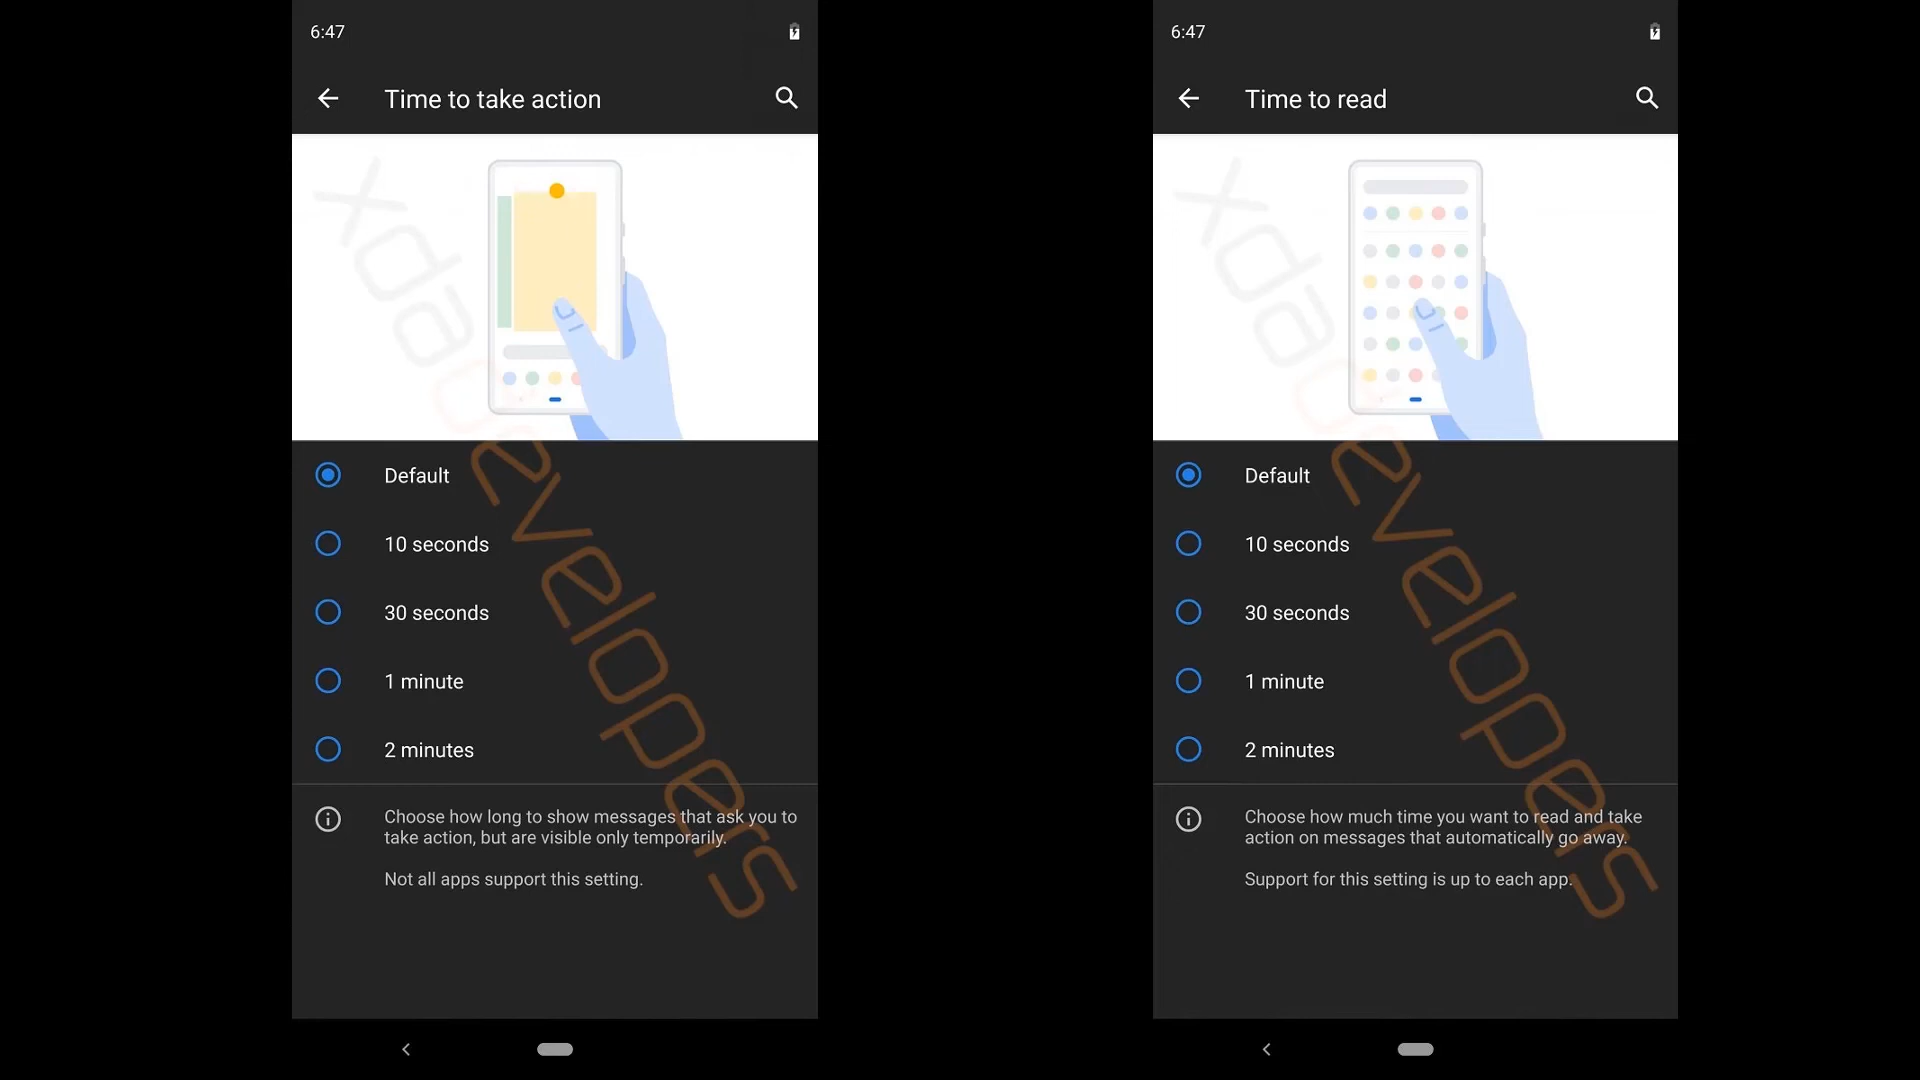 6:47
Time to take action
Default
10 seconds
30 seconds
1 minute
2 minutes
Choose how long to show messages that ask you to
take action, but are visible only temporarily.
Not all apps support this setting.
xdadevelopers
6:47
Time to read
Default
10 seconds
30 seconds
1 minute
2 minutes
Choose how much time you want to read and take
action on messages that automatically go away.
Support for this setting is up to each app.
xdadevelopers